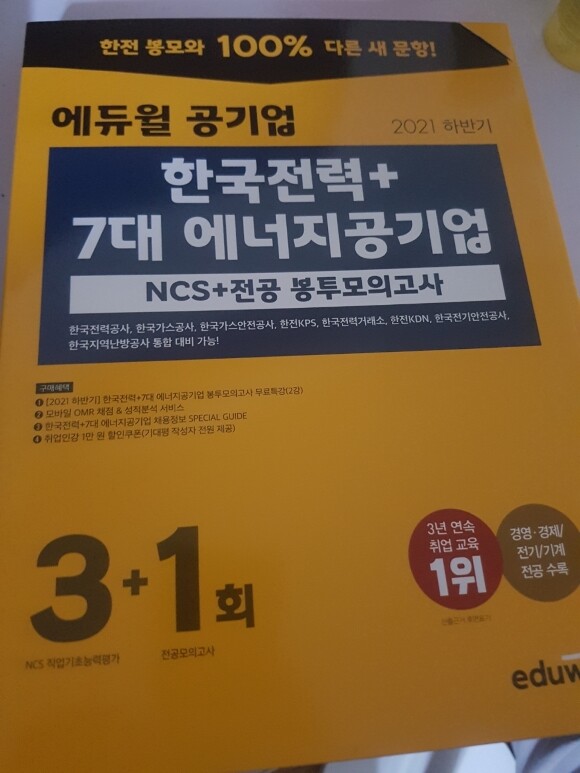 한전 봉모와 100% 다른 새 문항!
에듀윌 공기업
2021 하반기
한국전력+
7대 에너지공기업
NCS+전공 봉투모의고사
한국전력공사, 한국가스공사, 한국가스안전공사, 한전KPS, 한국전력거래소, 한전KDN, 한국전기안전공사,
한국지역난방공사 통합 대비 가능!
구매혜택
❶ [2021 하반기] 한국전력+7대 에너지공기업 봉투모의고사 무료특강(2강)
❷ 모바일 OMR 채점 & 성적분석 서비스
❸ 한국전력+7대 에너지공기업 채용정보 SPECIAL GUIDE
❹ 취업인강 1만 원 할인쿠폰(기대평 작성자 전원 제공)
3년 연속
취업 교육
1위
경영·경제/
전기/기계
전공 수록
3+1회
NCS 직업기초능력평가
전공모의고사
eduw